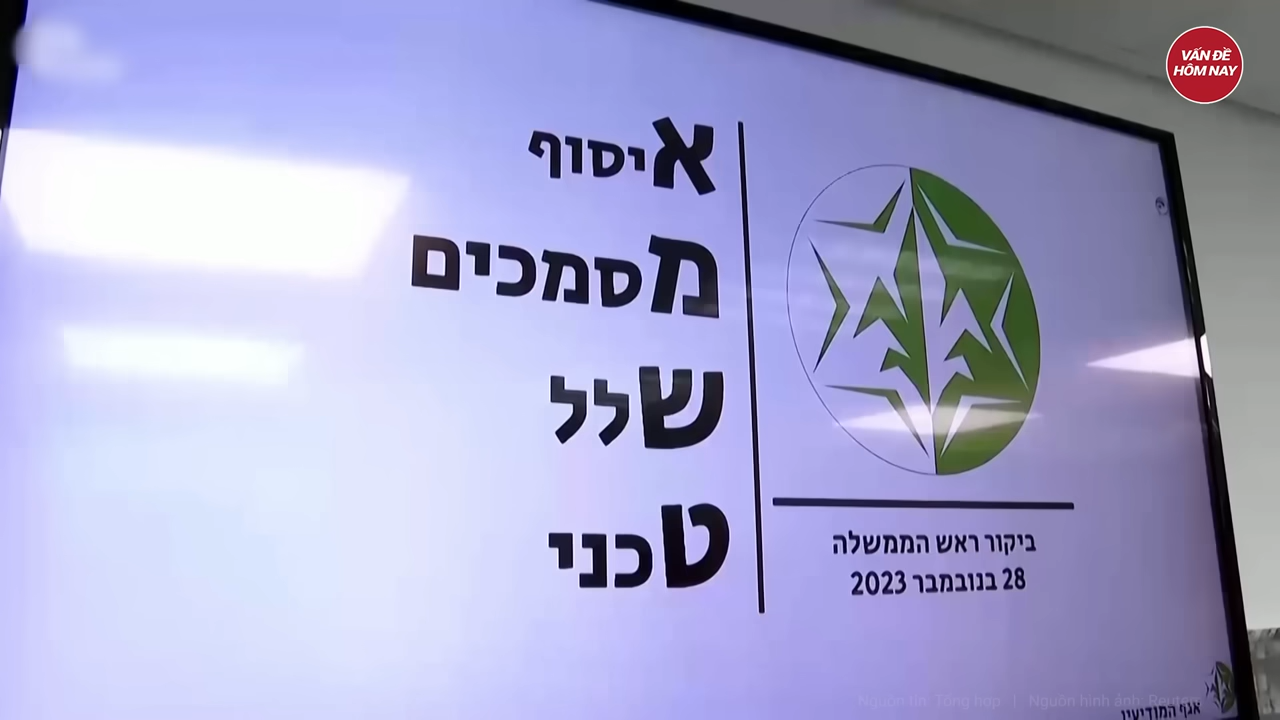 VẤN ĐỀ
HÔM NAY
איסוף
מסמכים
שלל
טכני
ביקור ראש הממשלה
28 בנובמבר 2023
אגף המודיעין
Nguồn tin: Tổng hợp | Nguồn hình ảnh: Reuters